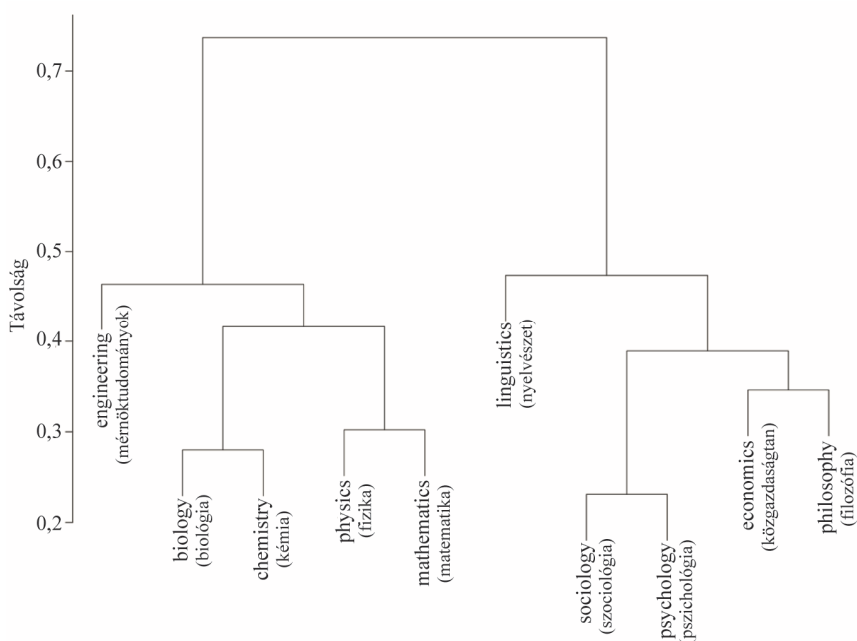 Távolság
0,7
0,6
0,5
0,4
0,3
0,2
engineering
(mérnöktudományok)
biology
(biológia)
chemistry
(kémia)
physics
(fizika)
mathematics
(matematika)
linguistics
(nyelvészet)
sociology
(szociológia)
psychology
(pszichológia)
economics
(közgazdaságtan)
philosophy
(filozófia)